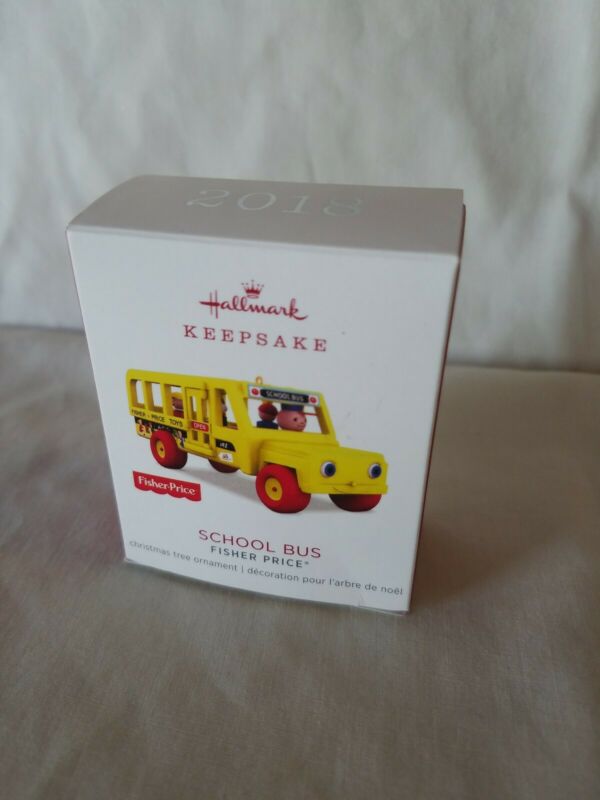 2018
Hallmark
KEEPSAKE
SCHOOL BUS
FISHER - PRICE TOYS
OPEN
Fisher-Price
SCHOOL BUS
FISHER PRICE®
christmas tree ornament | décoration pour l'arbre de noël